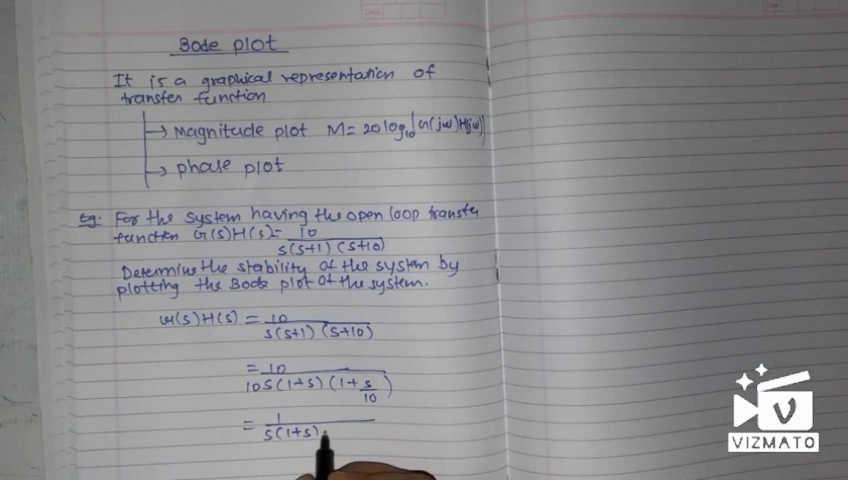 Bode plot
It is a graphical representation of
transfer function
→ Magnitude plot M = 20 log10 |G(jω)H(jω)|
→ phase plot
Eg: For the system having the open loop transfer
function G(s)H(s) = 10
s(s+1) (s+10)
Determine the stability of the system by
plotting the Bode plot of the system.
G(s)H(s) = 10
s(s+1) (s+10)
= 10
10s(1+s) (1+s/10)
= 1
s(1+s)
VIZMATO